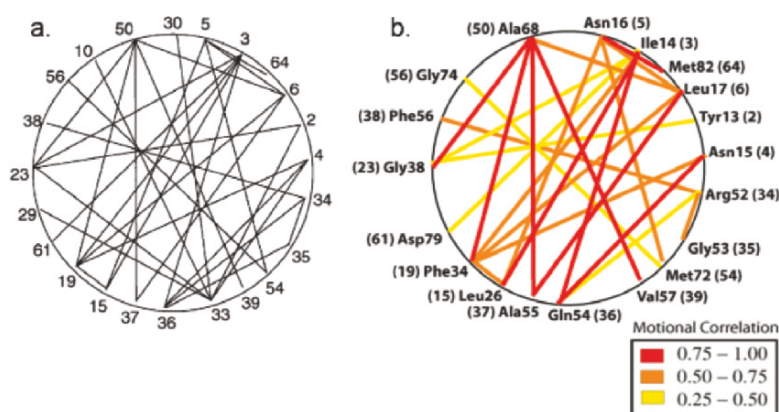 a.
50
30
5
3
10
64
56
6
38
2
4
23
34
29
35
61
54
19
39
15
37
36
33
b.
(50) Ala68
Asn16 (5)
Ile14 (3)
Met82 (64)
(56) Gly74
Leu17 (6)
(38) Phe56
Tyr13 (2)
Asn15 (4)
(23) Gly38
Arg52 (34)
(61) Asp79
Gly53 (35)
(19) Phe34
Met72 (54)
(15) Leu26
Val57 (39)
(37) Ala55
Gln54 (36)
Motional Correlation
0.75 – 1.00
0.50 – 0.75
0.25 – 0.50